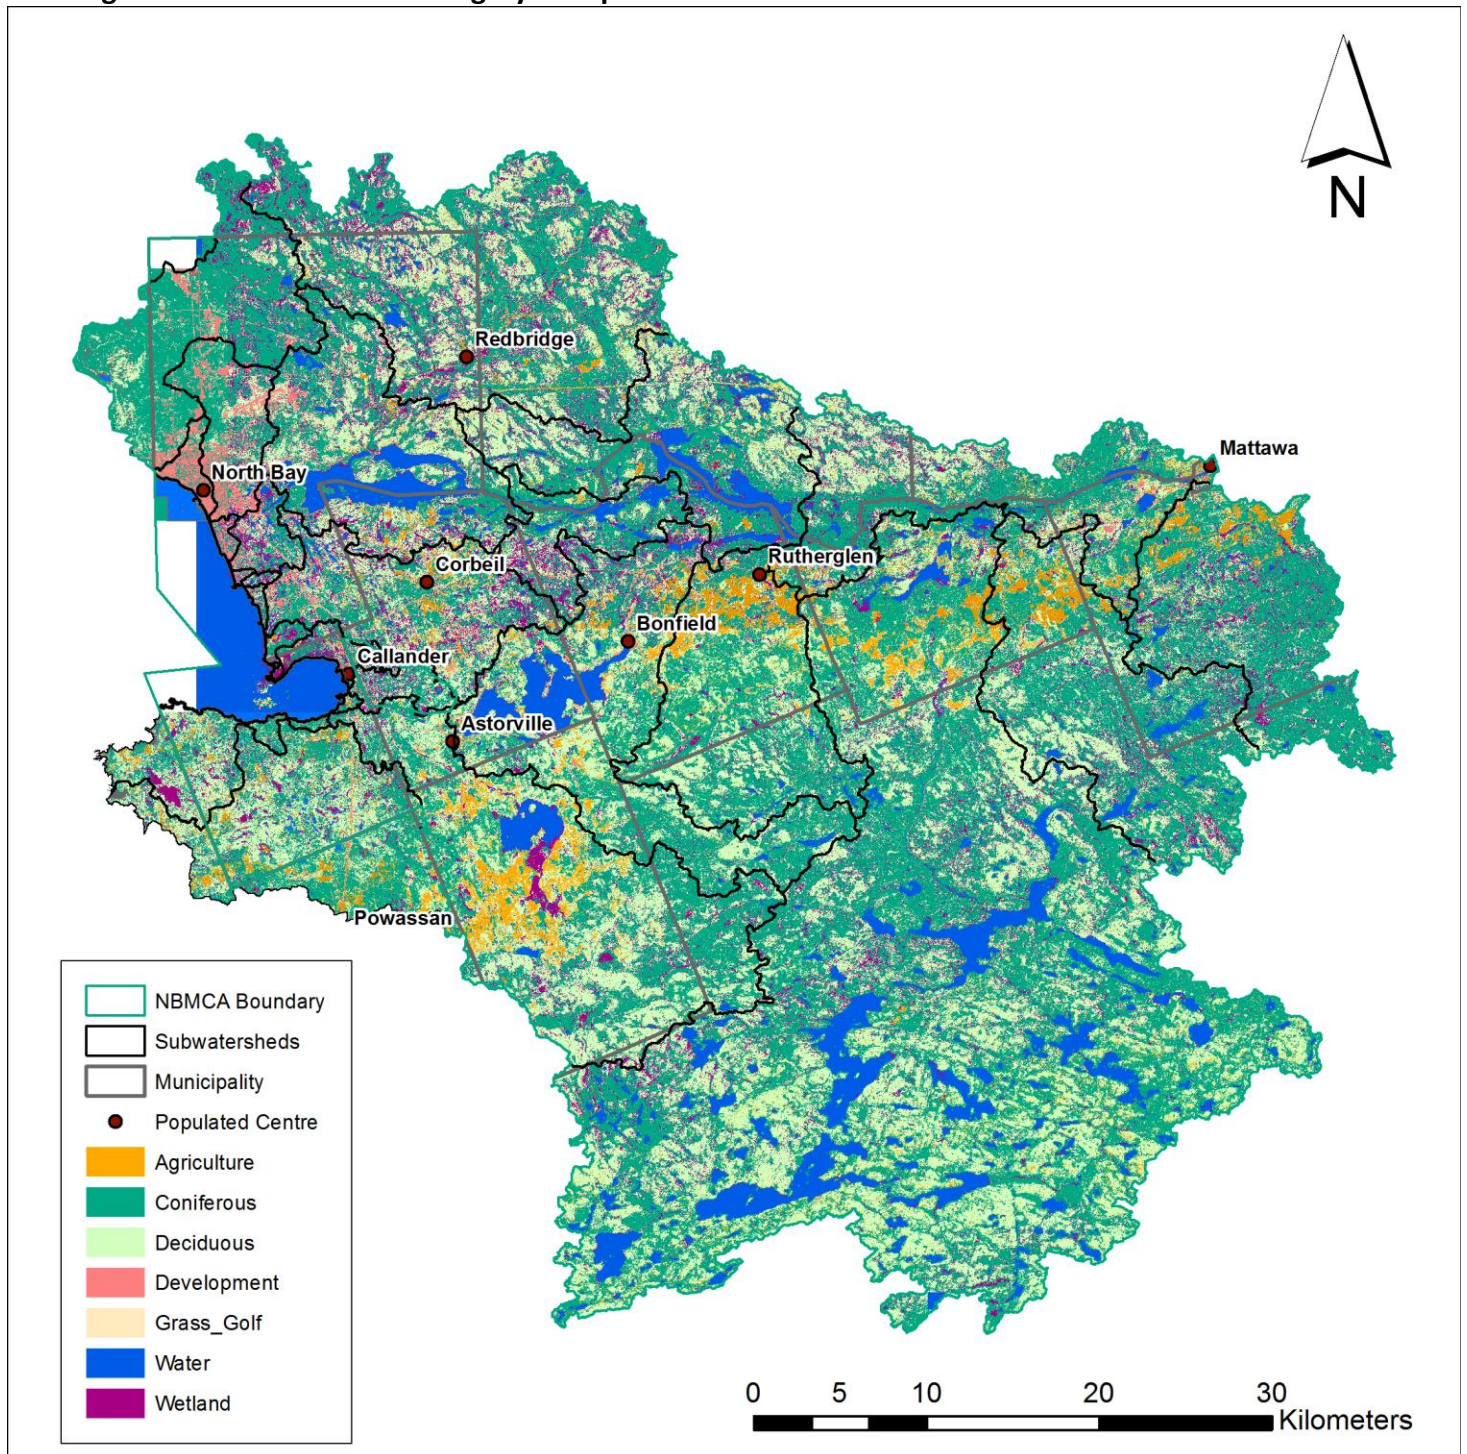 N
Redbridge
Mattawa
North Bay
Rutherglen
Corbeil
Bonfield
Callander
Astorville
Powassan
NBMCA Boundary
Subwatersheds
Municipality
Populated Centre
Agriculture
Coniferous
Deciduous
Development
Grass_Golf
Water
Wetland
0 5 10 20 30
Kilometers